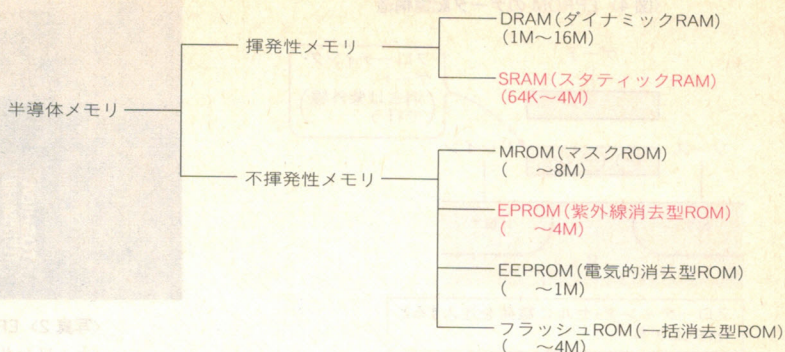 半導体メモリ
揮発性メモリ
DRAM(ダイナミックRAM)
(1M～16M)
SRAM(スタティックRAM)
(64K～4M)
不揮発性メモリ
MROM(マスクROM)
(　～8M)
EPROM(紫外線消去型ROM)
(　～4M)
EEPROM(電気的消去型ROM)
(　～1M)
フラッシュROM(一括消去型ROM)
(　～4M)